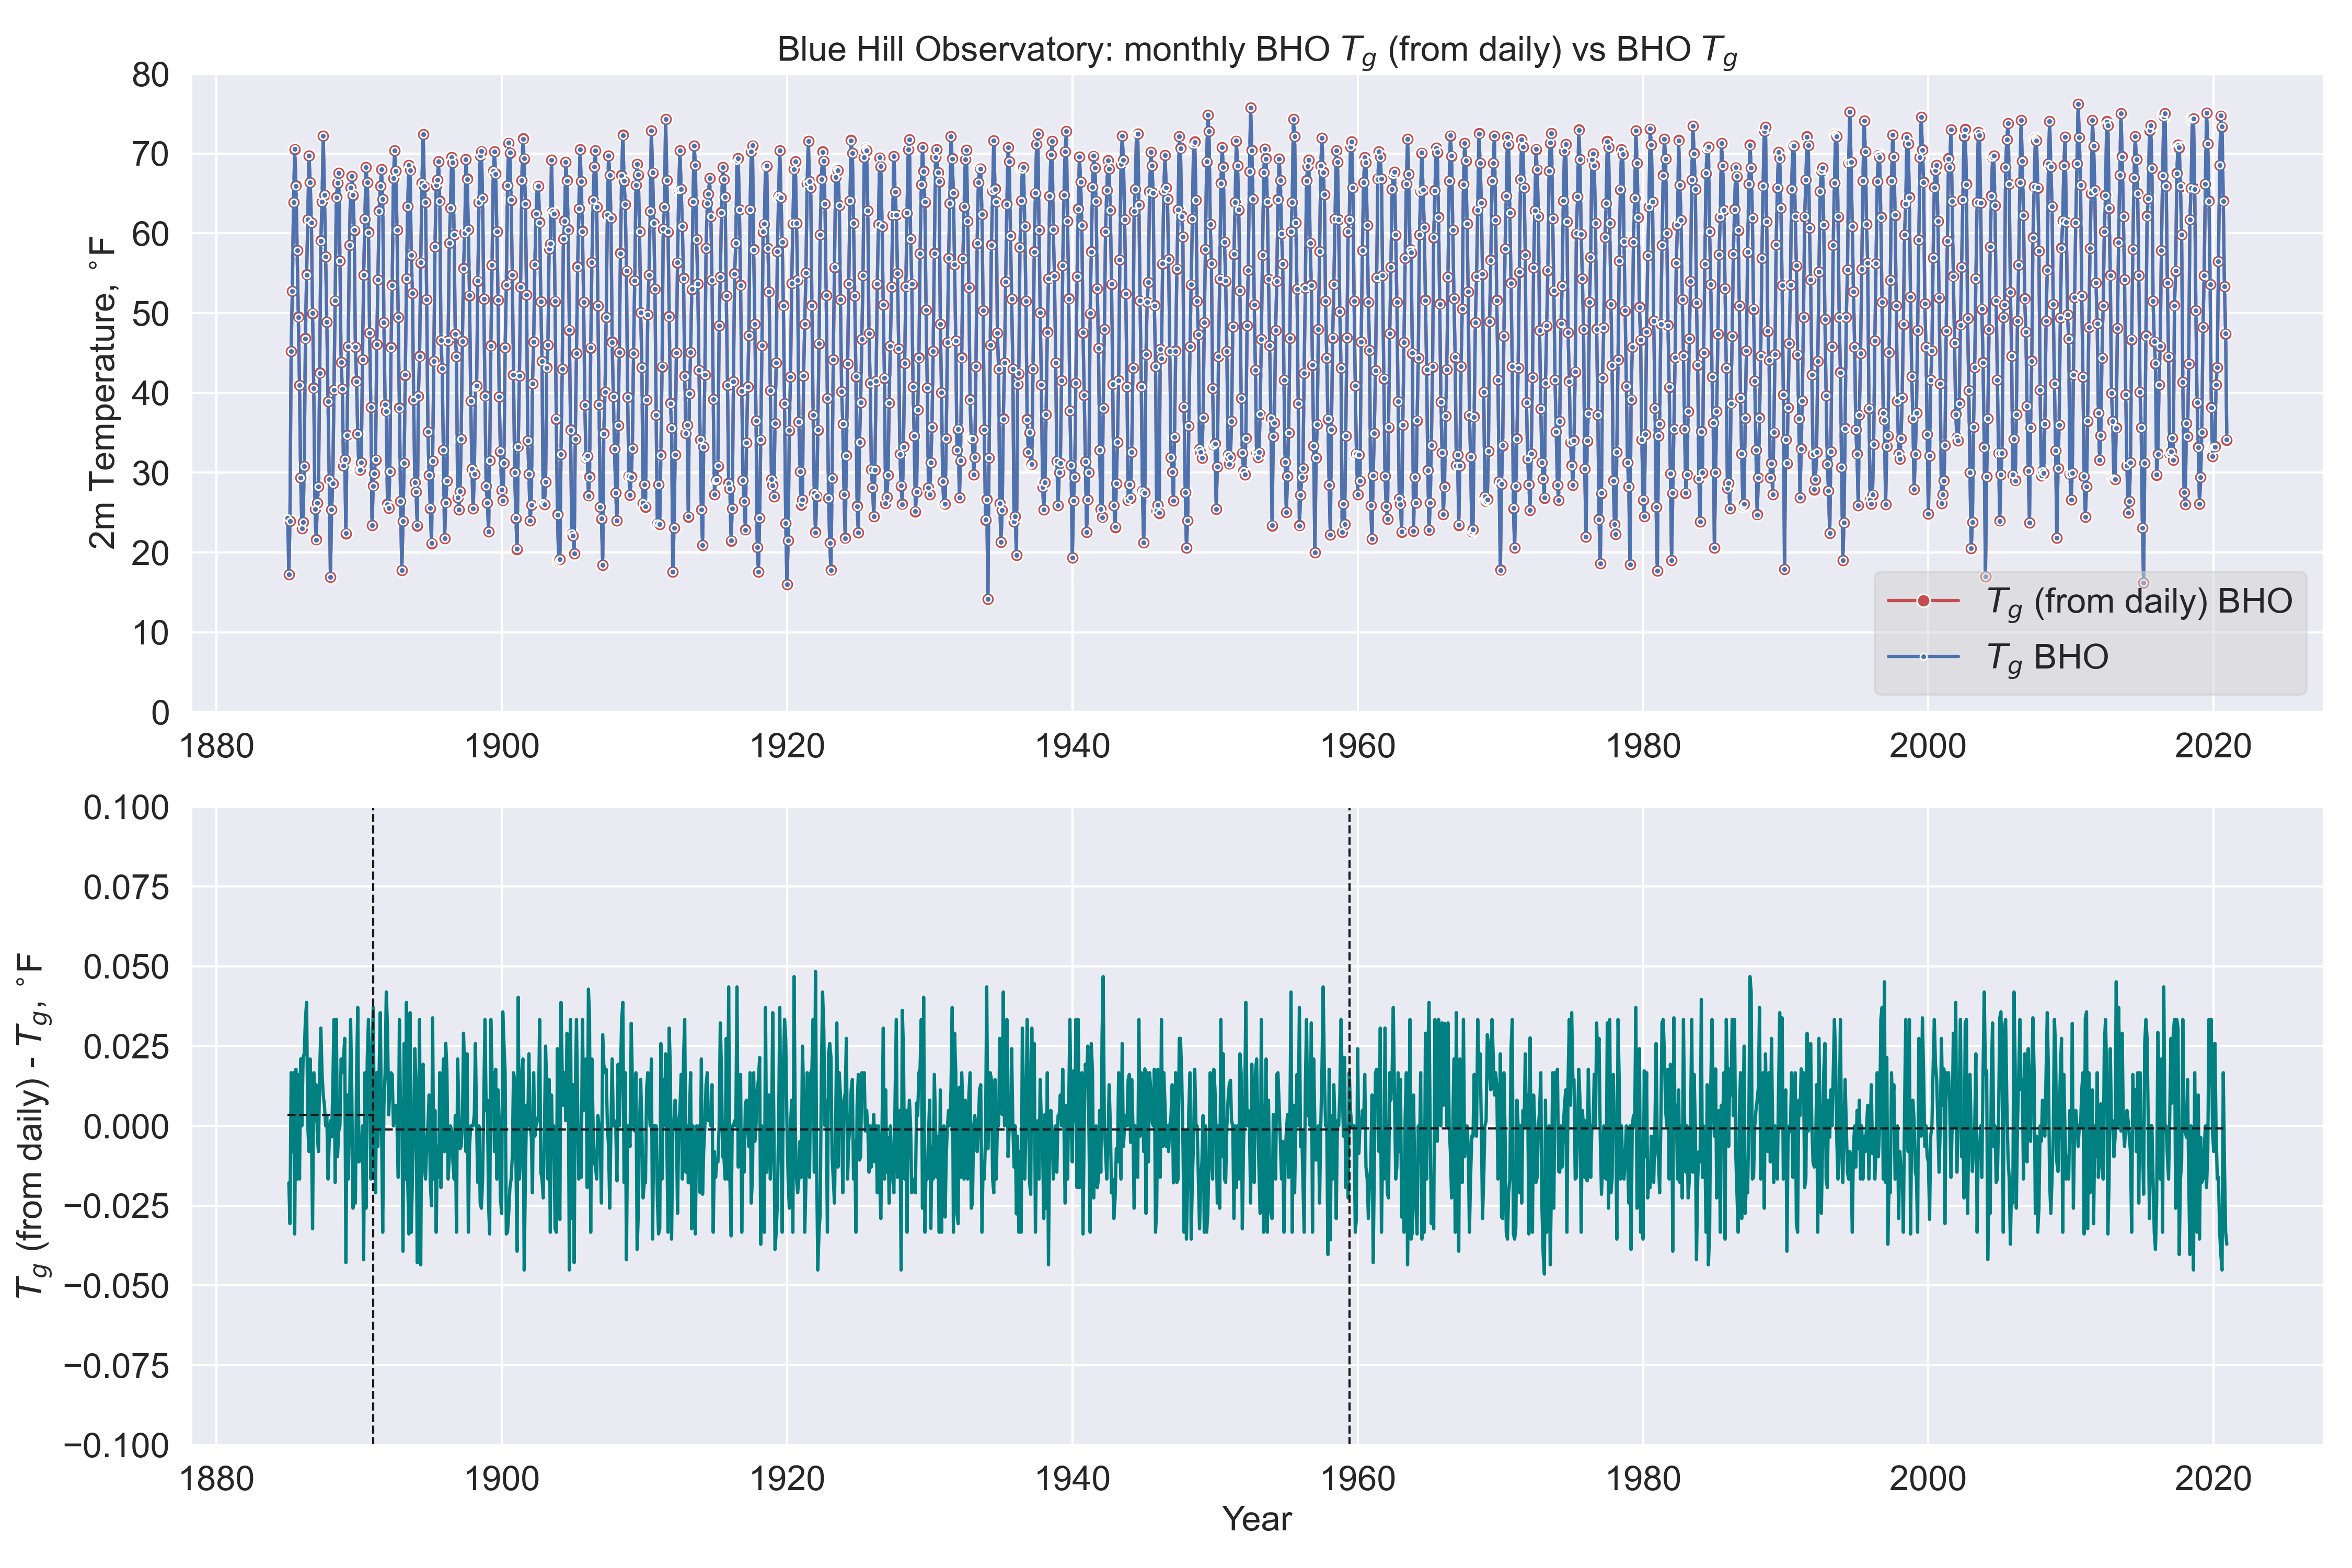 Blue Hill Observatory: monthly BHO Tg (from daily) vs BHO Tg
2m Temperature, °F
80
70
60
50
40
30
20
10
0
Tg (from daily) BHO
Tg BHO
1880 1900 1920 1940 1960 1980 2000 2020
Tg (from daily) - Tg, °F
0.100
0.075
0.050
0.025
0.000
−0.025
−0.050
−0.075
−0.100
1880 1900 1920 1940 1960 1980 2000 2020
Year